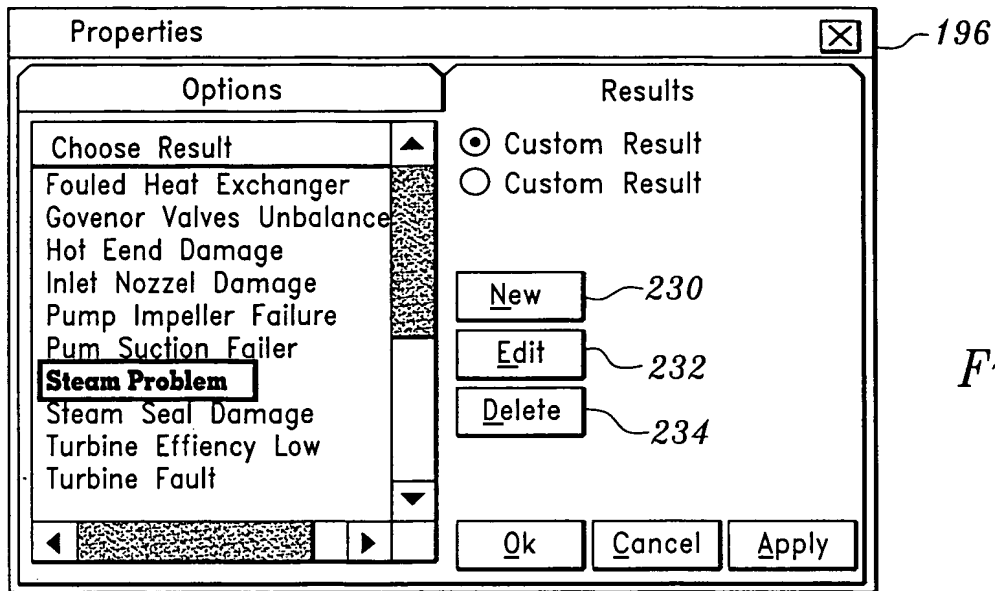 Properties
196
Options
Results
Choose Result
Fouled Heat Exchanger
Govenor Valves Unbalance
Hot Eend Damage
Inlet Nozzel Damage
Pump Impeller Failure
Pum Suction Failer
Steam Problem
Steam Seal Damage
Turbine Effiency Low
Turbine Fault
Custom Result
Custom Result
New
230
Edit
232
Delete
234
Ok
Cancel
Apply
F